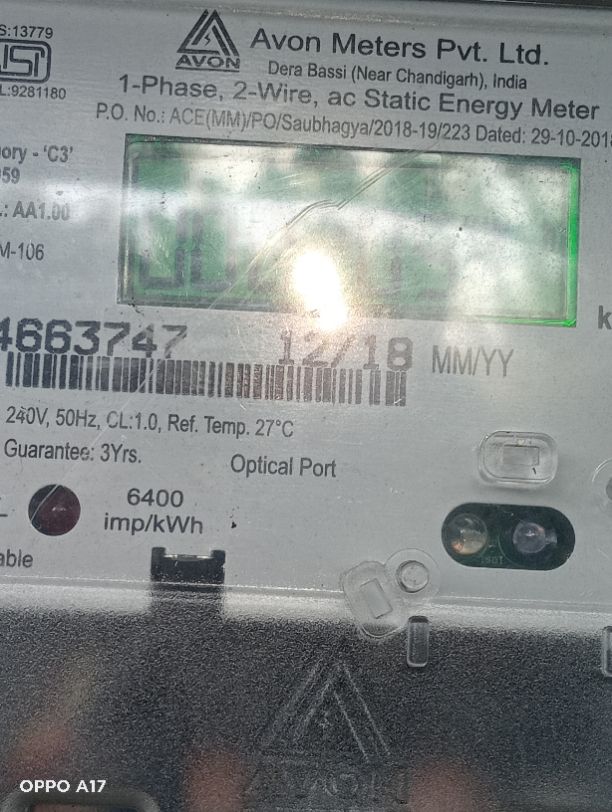 S:13779
ISI
L:9281180
AVON
Avon Meters Pvt. Ltd.
Dera Bassi (Near Chandigarh), India
1-Phase, 2-Wire, ac Static Energy Meter
P.O. No.: ACE(MM)/PO/Saubhagya/2018-19/223 Dated: 29-10-2018
ory - 'C3'
59
.: AA1.00
M-106
k
4663747
12/18 MM/YY
240V, 50Hz, CL:1.0, Ref. Temp. 27°C
Guarantee: 3Yrs.
Optical Port
6400
imp/kWh
able
AVON
OPPO A17